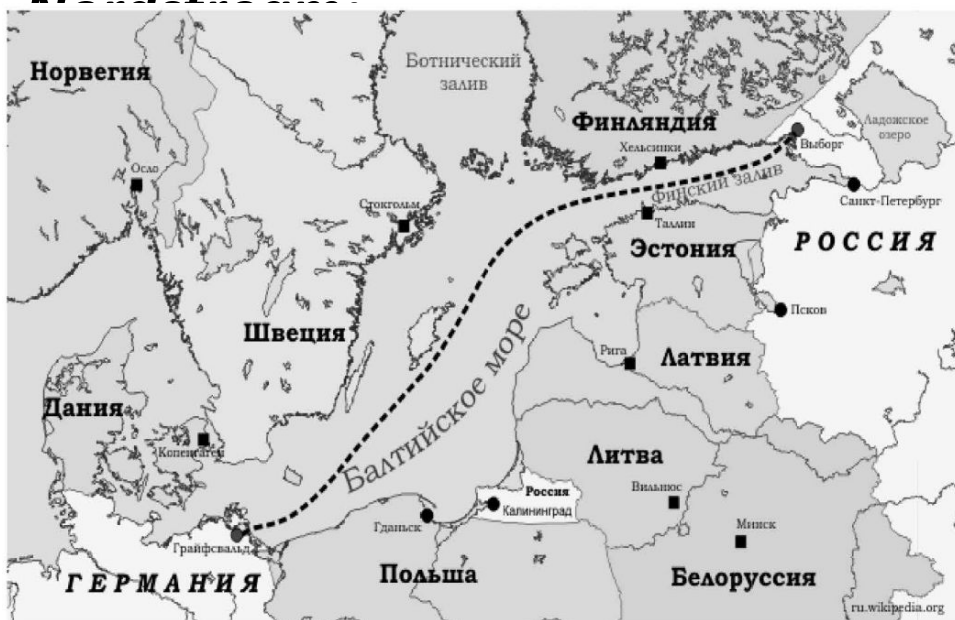 Ботнический
залив
Норвегия
Финляндия
Ладожское
озеро
Хельсинки
Выборг
Осло
Финский залив
Санкт-Петербург
Стокгольм
Таллин
Эстония
РОССИЯ
Псков
Швеция
Балтийское море
Рига
Латвия
Дания
Копенгаген
Литва
Вильнюс
Россия
Калининград
Гданьск
Минск
Грайфсвальд
ГЕРМАНИЯ
Польша
Белоруссия
ru.wikipedia.org